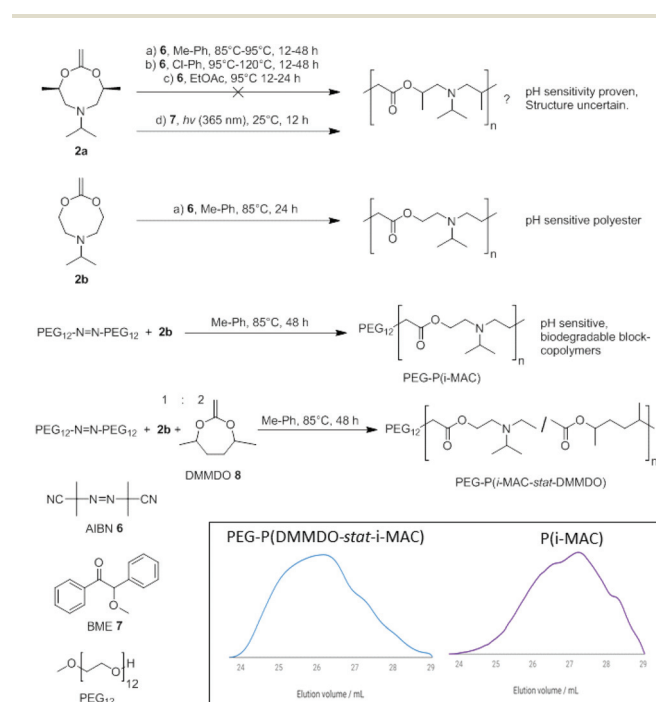 a) 6, Me-Ph, 85°C-95°C, 12-48 h
b) 6, Cl-Ph, 95°C-120°C, 12-48 h
c) 6, EtOAc, 95°C 12-24 h
d) 7, hv (365 nm), 25°C, 12 h
O O
N
2a
O
O
N
n
?
pH sensitivity proven,
Structure uncertain.
O O
N
2b
a) 6, Me-Ph, 85°C, 24 h
O
O
N
n
pH sensitive polyester
PEG12-N=N-PEG12 + 2b
Me-Ph, 85°C, 48 h
PEG12
O
O
N
n
PEG-P(i-MAC)
pH sensitive,
biodegradable block-
copolymers
1 : 2
PEG12-N=N-PEG12 + 2b +
O O
DMMDO 8
Me-Ph, 85°C, 48 h
PEG12
O
O
N
/
O
O
n
PEG-P(i-MAC-stat-DMMDO)
NC N=N CN
AIBN 6
O
O
BME 7
O O H
12
PEG12
PEG-P(DMMDO-stat-i-MAC)
24 25 26 27 28 29
Elution volume / mL
P(i-MAC)
24 25 26 27 28 29
Elution volume / mL